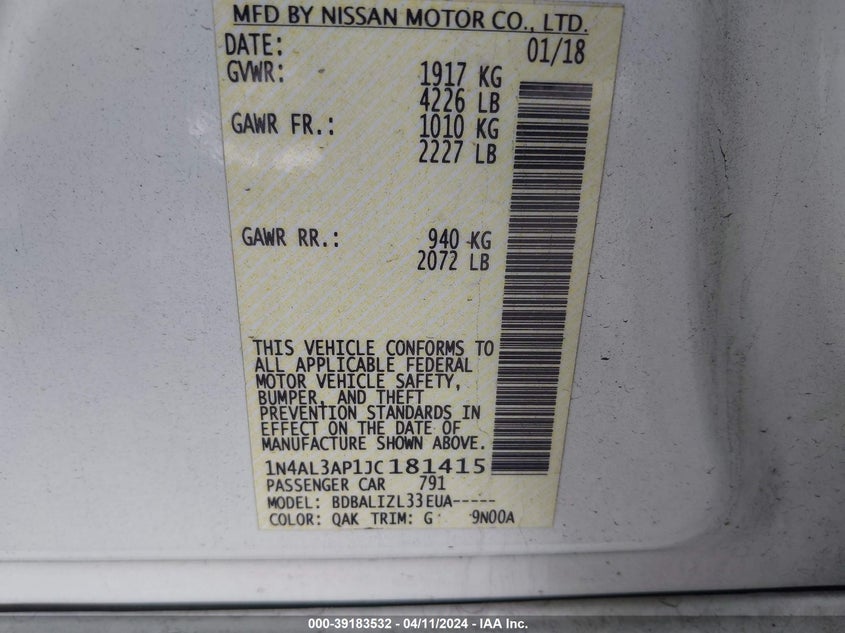 MFD BY NISSAN MOTOR CO., LTD.
DATE: 01/18
GVWR: 1917 KG
4226 LB
GAWR FR.: 1010 KG
2227 LB
GAWR RR.: 940 KG
2072 LB
THIS VEHICLE CONFORMS TO
ALL APPLICABLE FEDERAL
MOTOR VEHICLE SAFETY,
BUMPER, AND THEFT
PREVENTION STANDARDS IN
EFFECT ON THE DATE OF
MANUFACTURE SHOWN ABOVE.
1N4AL3AP1JC181415
PASSENGER CAR 791
MODEL: BDBALIZL33EUA-----
COLOR: QAK TRIM: G 9N00A
000-39183532 - 04/11/2024 - IAA Inc.